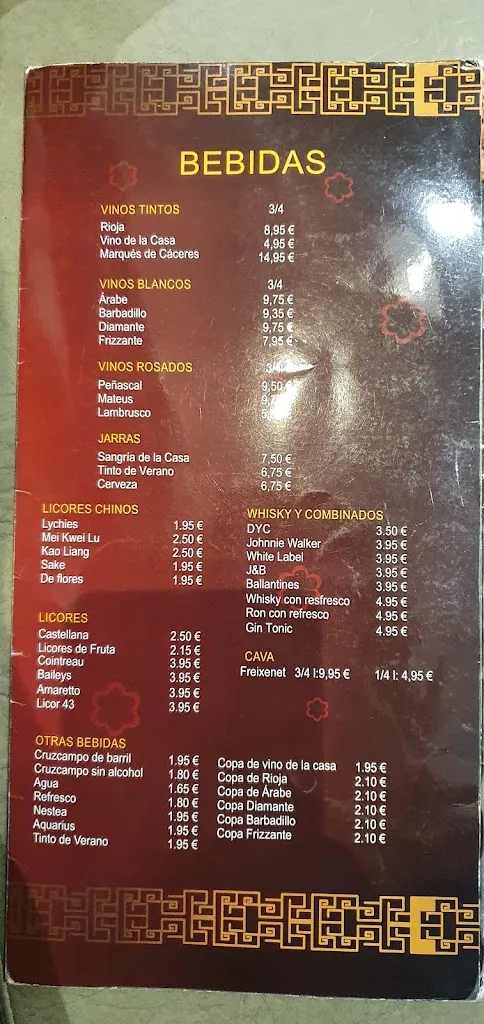 BEBIDAS
VINOS TINTOS 3/4
Rioja 8,95 €
Vino de la Casa 4,95 €
Marqués de Cáceres 14,95 €
VINOS BLANCOS 3/4
Árabe 9,75 €
Barbadillo 9,35 €
Diamante 9,75 €
Frizzante 7,95 €
VINOS ROSADOS 3/4
Peñascal 9,50 €
Mateus
Lambrusco
JARRAS
Sangría de la Casa 7,50 €
Tinto de Verano 6,75 €
Cerveza 6,75 €
LICORES CHINOS
Lychies 1.95 €
Mei Kwei Lu 2.50 €
Kao Liang 2.50 €
Sake 1.95 €
De flores 1.95 €
WHISKY Y COMBINADOS
DYC 3.50 €
Johnnie Walker 3.95 €
White Label 3.95 €
J&B 3.95 €
Ballantines 3.95 €
Whisky con resfresco 4.95 €
Ron con refresco 4.95 €
Gin Tonic 4.95 €
LICORES
Castellana 2.50 €
Licores de Fruta 2.15 €
Cointreau 3.95 €
Baileys 3.95 €
Amaretto 3.95 €
Licor 43 3.95 €
CAVA
Freixenet 3/4 l:9,95 € 1/4 l: 4,95 €
OTRAS BEBIDAS
Cruzcampo de barril 1.95 €
Cruzcampo sin alcohol 1.80 €
Agua 1.65 €
Refresco 1.80 €
Nestea 1.95 €
Aquarius 1.95 €
Tinto de Verano 1.95 €
Copa de vino de la casa 1.95 €
Copa de Rioja 2.10 €
Copa de Árabe 2.10 €
Copa Diamante 2.10 €
Copa Barbadillo 2.10 €
Copa Frizzante 2.10 €